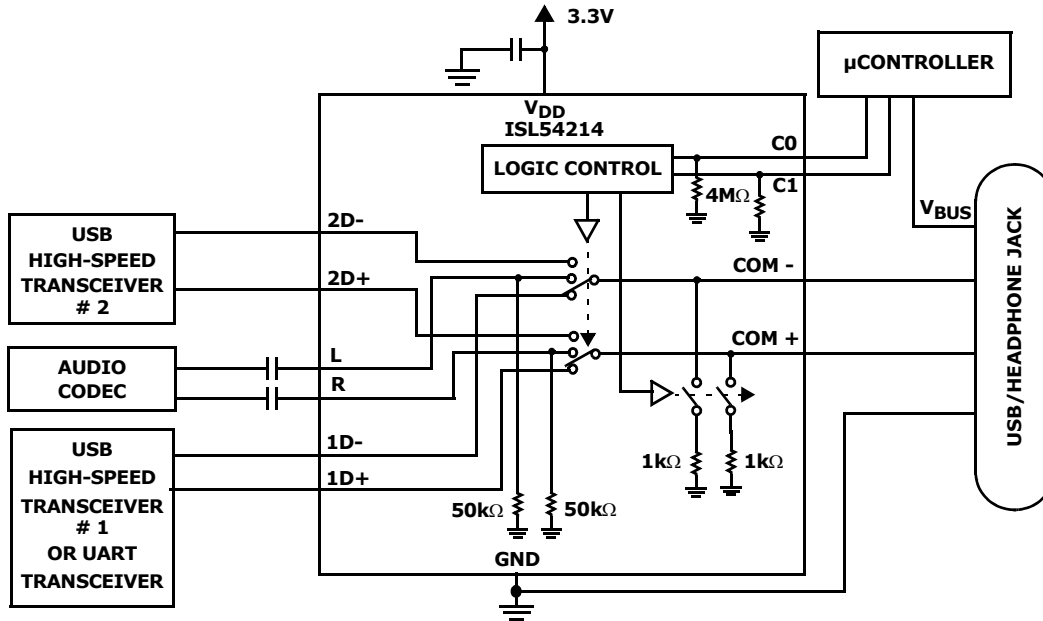 3.3V
µCONTROLLER
VDD
ISL54214
LOGIC CONTROL
C0
C1
4MΩ
VBUS
USB
HIGH-SPEED
TRANSCEIVER
# 2
2D-
2D+
COM -
COM +
USB/HEADPHONE JACK
AUDIO
CODEC
L
R
USB
HIGH-SPEED
TRANSCEIVER
# 1
OR UART
TRANSCEIVER
1D-
1D+
50kΩ
50kΩ
1kΩ
1kΩ
GND